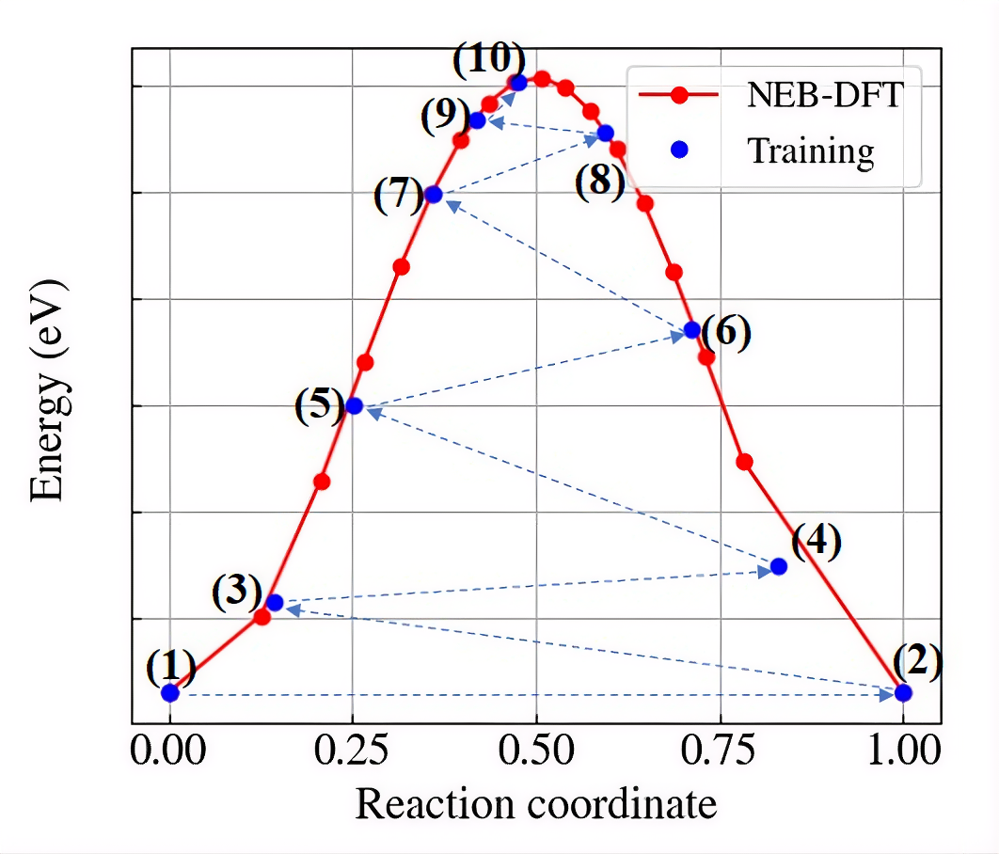 (10)
NEB-DFT
Training
(9)
(8)
(7)
(6)
(5)
(4)
(3)
(2)
(1)
Energy (eV)
0.00 0.25 0.50 0.75 1.00
Reaction coordinate